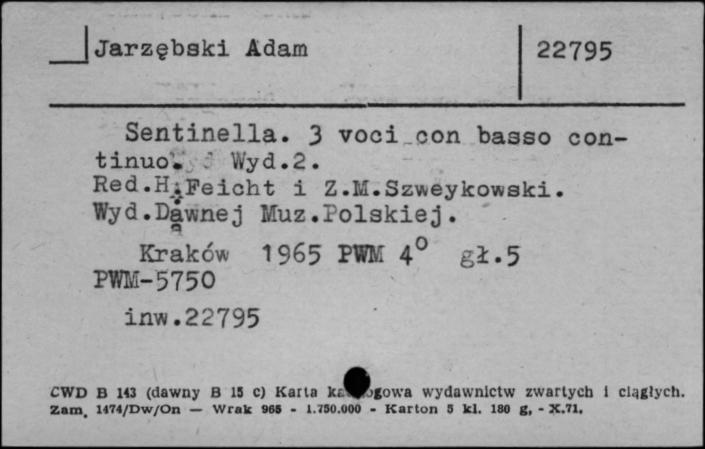 Jarzębski Adam
22795
Sentinella. 3 voci con basso con-
tinuo. Wyd.2.
Red.H.Feicht i Z.M.Szweykowski.
Wyd.Dawnej Muz.Polskiej.
Kraków 1965 PWM 4° gł.5
PWM-5750
inw.22795
CWD B 143 (dawny B 15 c) Karta wydawnictw zwartych i ciągłych.
Zam. 1474/Dw/On — Wrak 965 - 1.750.000 - Karton 5 kl. 180 g, - X.71.